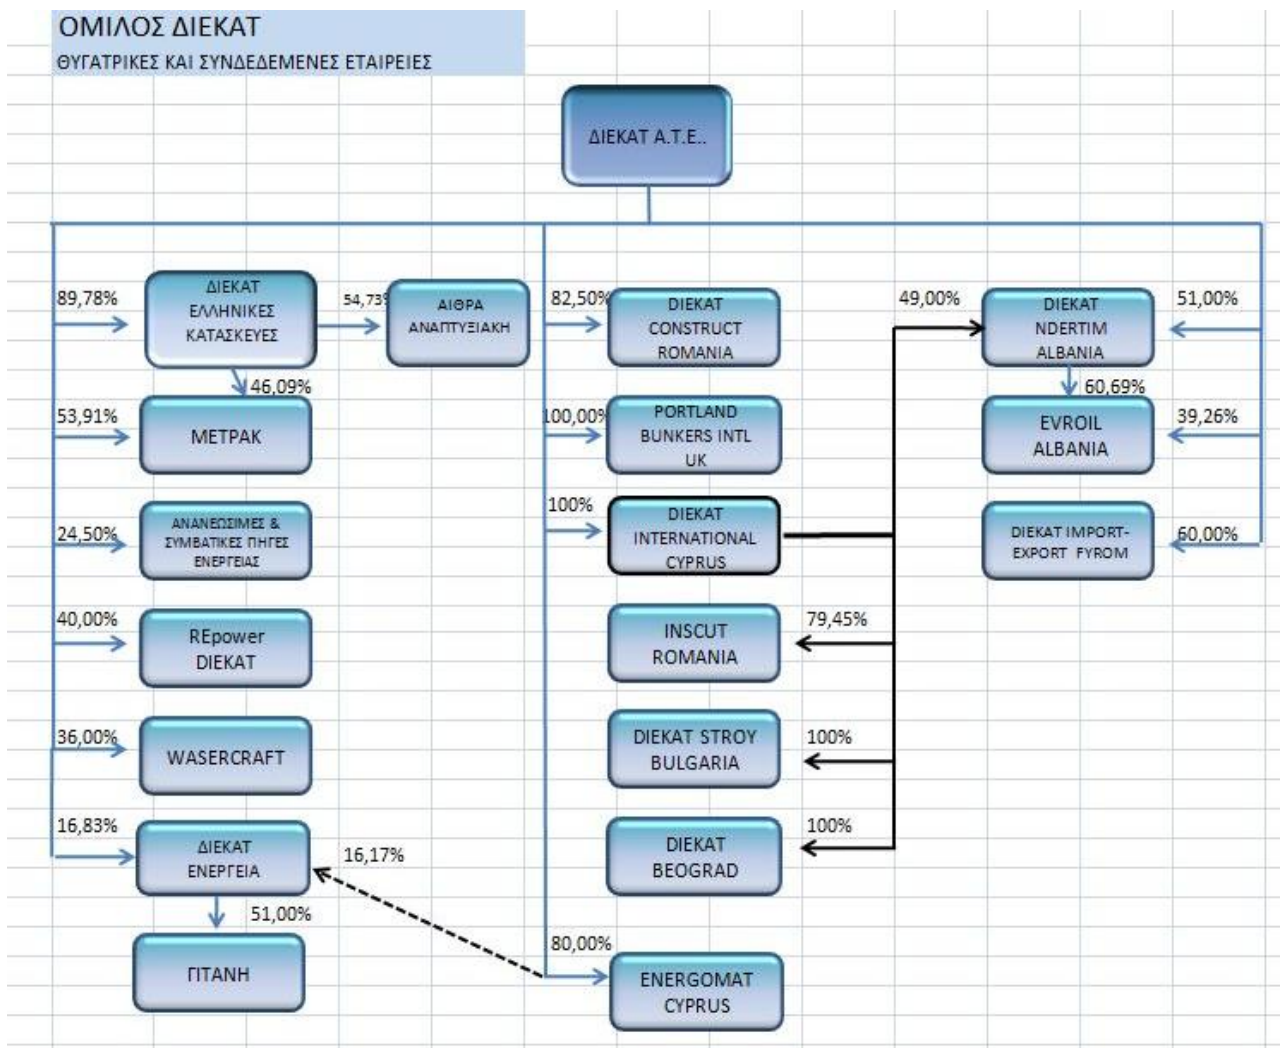 ΟΜΙΛΟΣ ΔΙΕΚΑΤ
ΘΥΓΑΤΡΙΚΕΣ ΚΑΙ ΣΥΝΔΕΔΕΜΕΝΕΣ ΕΤΑΙΡΕΙΕΣ
ΔΙΕΚΑΤ Α.Τ.Ε..
89,78%
ΔΙΕΚΑΤ
ΕΛΛΗΝΙΚΕΣ
ΚΑΤΑΣΚΕΥΕΣ
54,73%
ΑΙΘΡΑ
ΑΝΑΠΤΥΞΙΑΚΗ
46,09%
53,91%
ΜΕΤΡΑΚ
24,50%
ΑΝΑΝΕΩΣΙΜΕΣ &
ΣΥΜΒΑΤΙΚΕΣ ΠΗΓΕΣ
ΕΝΕΡΓΕΙΑΣ
40,00%
REpower
DIEKAT
36,00%
WASERCRAFT
16,83%
ΔΙΕΚΑΤ
ΕΝΕΡΓΕΙΑ
16,17%
51,00%
ΓΙΤΑΝΗ
82,50%
DIEKAT
CONSTRUCT
ROMANIA
100,00%
PORTLAND
BUNKERS INTL
UK
100%
DIEKAT
INTERNATIONAL
CYPRUS
INSCUT
ROMANIA
79,45%
DIEKAT STROY
BULGARIA
100%
DIEKAT
BEOGRAD
100%
80,00%
ENERGOMAT
CYPRUS
49,00%
DIEKAT
NDERTIM
ALBANIA
51,00%
60,69%
EVROIL
ALBANIA
39,26%
DIEKAT IMPORT-
EXPORT FYROM
60,00%